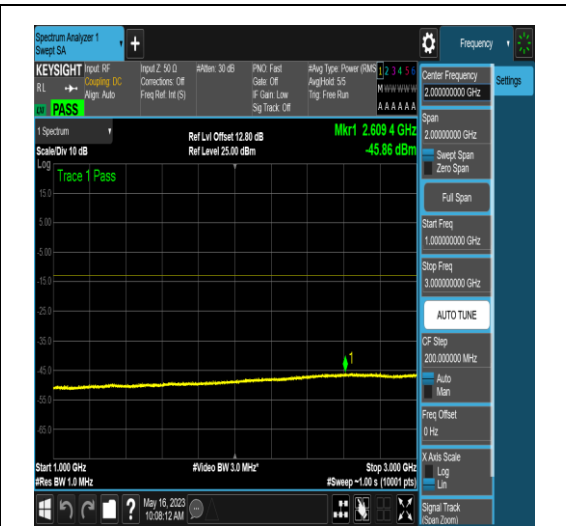 Spectrum Analyzer 1
Swept SA
+
Frequency
KEYSIGHT
Input: RF
Coupling: DC
Align: Auto
Input Z: 50 Ω
Corrections: Off
Freq Ref: Int (S)
#Atten: 30 dB
PNO: Fast
Gate: Off
IF Gain: Low
Sig Track: Off
#Avg Type: Power (RMS
Avg|Hold: 5/5
Trig: Free Run
1 2 3 4 5 6
M W W W W W
A A A A A A
RL
PASS
1 Spectrum
Scale/Div 10 dB
Ref Lvl Offset 12.80 dB
Ref Level 25.00 dBm
Mkr1 2.609 4 GHz
-45.86 dBm
Log
Trace 1 Pass
15.0
5.00
-5.00
-15.0
-25.0
-35.0
-45.0
-55.0
-65.0
1
Start 1.000 GHz
#Res BW 1.0 MHz
#Video BW 3.0 MHz*
Stop 3.000 GHz
#Sweep ~1.00 s (10001 pts)
May 16, 2023
10:08:12 AM
?
Center Frequency
2.000000000 GHz
Settings
Span
2.00000000 GHz
Swept Span
Zero Span
Full Span
Start Freq
1.000000000 GHz
Stop Freq
3.000000000 GHz
AUTO TUNE
CF Step
200.000000 MHz
Auto
Man
Freq Offset
0 Hz
X Axis Scale
Log
Lin
Signal Track
(Span Zoom)